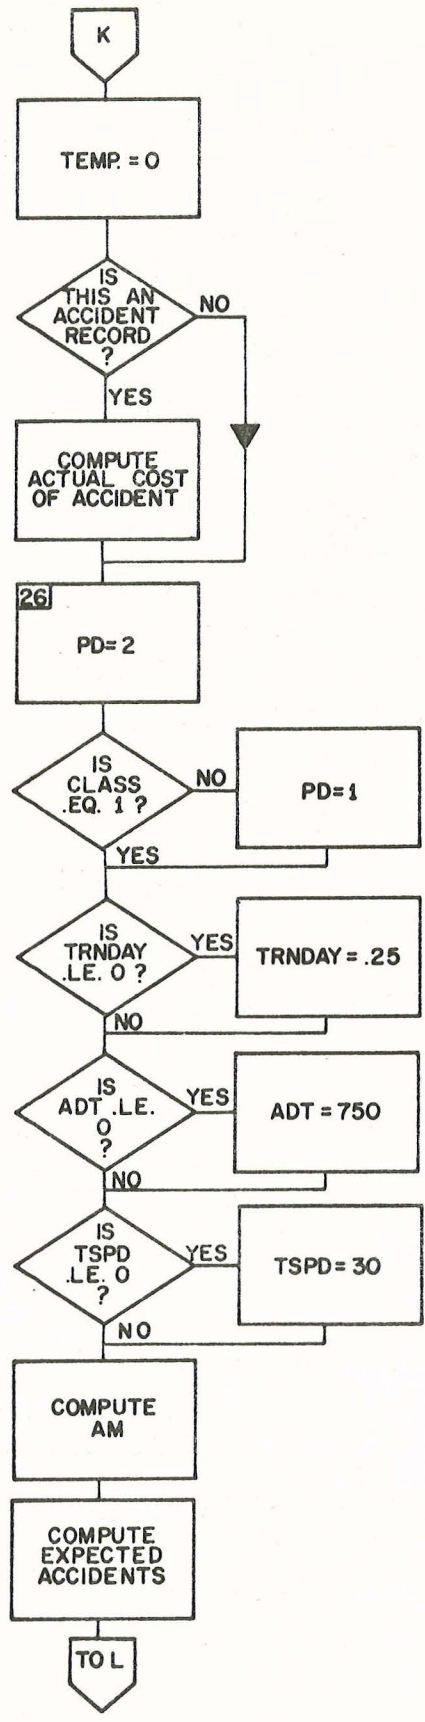 K
TEMP. = 0
IS
THIS AN
ACCIDENT
RECORD
?
NO
YES
COMPUTE
ACTUAL COST
OF ACCIDENT
26
PD=2
IS
CLASS
.EQ. 1 ?
NO
PD=1
YES
IS
TRNDAY
.LE. 0 ?
YES
TRNDAY = .25
NO
IS
ADT .LE.
0
?
YES
ADT = 750
NO
IS
TSPD
.LE. 0
?
YES
TSPD = 30
NO
COMPUTE
AM
COMPUTE
EXPECTED
ACCIDENTS
TO L